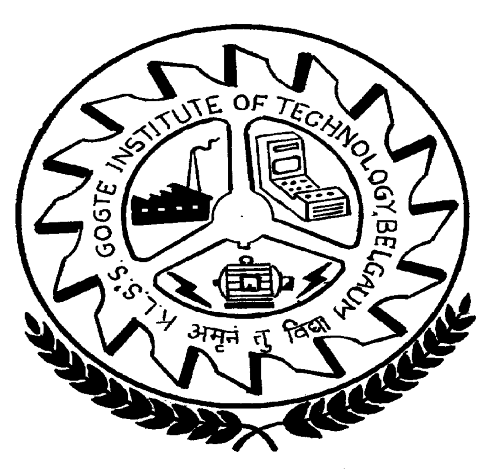 K.L.S'S. GOGTE INSTITUTE OF TECHNOLOGY, BELGAUM
अमृनं तु विद्या